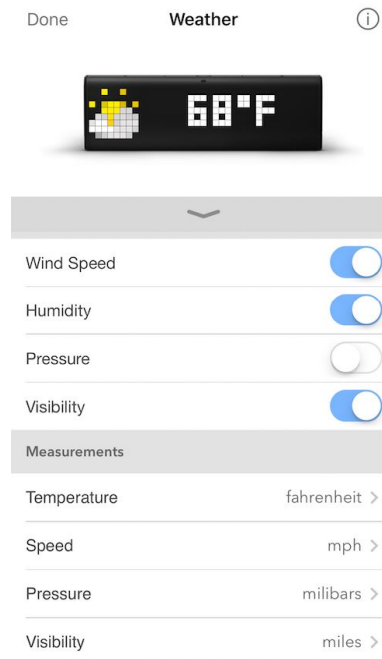 Done Weather i
68°F
Wind Speed
Humidity
Pressure
Visibility
Measurements
Temperature fahrenheit >
Speed mph >
Pressure milibars >
Visibility miles >